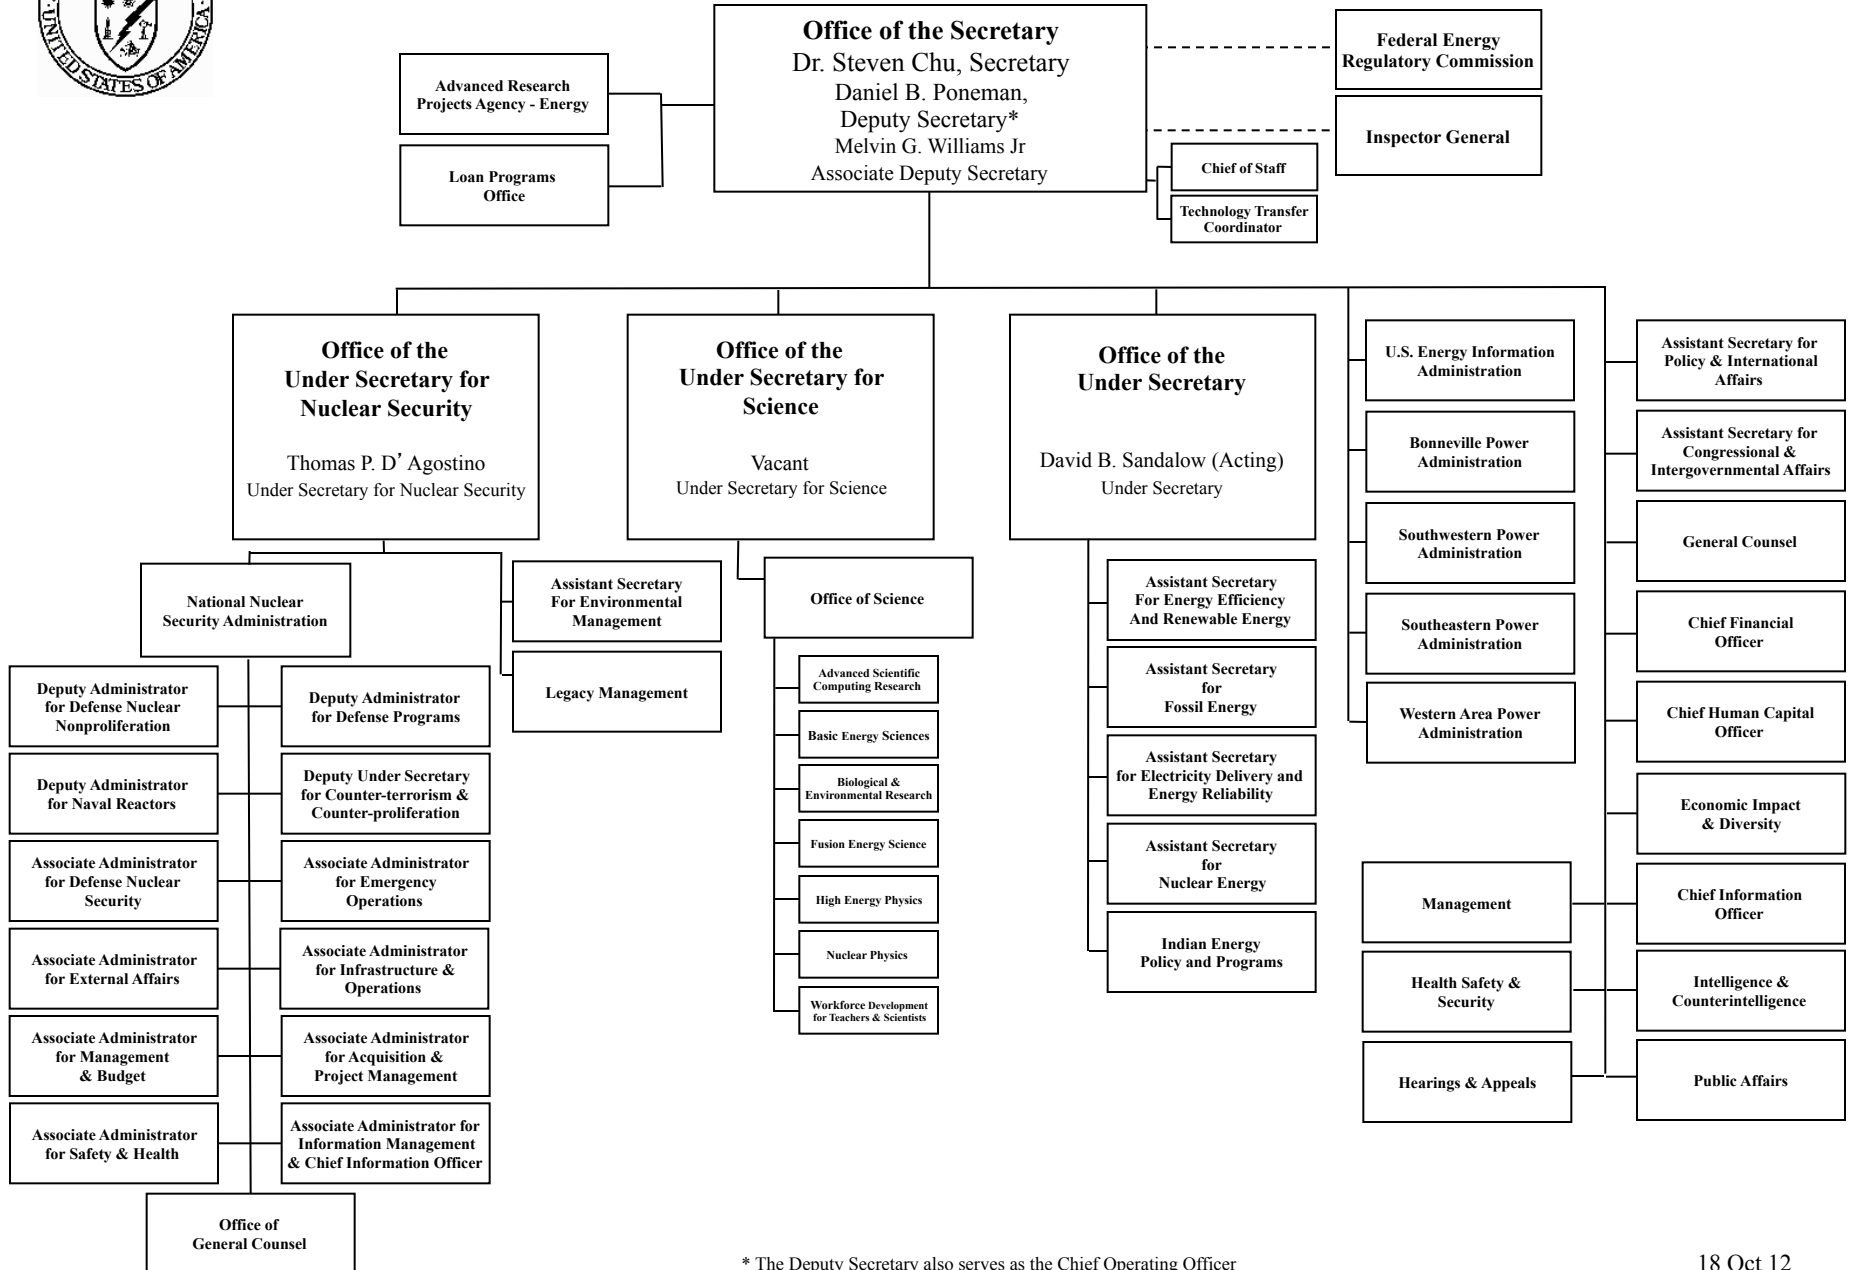 UNITED STATES OF AMERICA
Office of the Secretary
Dr. Steven Chu, Secretary
Daniel B. Poneman,
Deputy Secretary*
Melvin G. Williams Jr
Associate Deputy Secretary
Federal Energy
Regulatory Commission
Inspector General
Advanced Research
Projects Agency - Energy
Loan Programs
Office
Chief of Staff
Technology Transfer
Coordinator
Office of the
Under Secretary for
Nuclear Security
Thomas P. D’ Agostino
Under Secretary for Nuclear Security
Office of the
Under Secretary for
Science
Vacant
Under Secretary for Science
Office of the
Under Secretary
David B. Sandalow (Acting)
Under Secretary
U.S. Energy Information
Administration
Bonneville Power
Administration
Southwestern Power
Administration
Southeastern Power
Administration
Western Area Power
Administration
Assistant Secretary for
Policy & International
Affairs
Assistant Secretary for
Congressional &
Intergovernmental Affairs
General Counsel
Chief Financial
Officer
Chief Human Capital
Officer
Economic Impact
& Diversity
Chief Information
Officer
Intelligence &
Counterintelligence
Public Affairs
Management
Health Safety &
Security
Hearings & Appeals
National Nuclear
Security Administration
Assistant Secretary
For Environmental
Management
Legacy Management
Deputy Administrator
for Defense Nuclear
Nonproliferation
Deputy Administrator
for Defense Programs
Deputy Administrator
for Naval Reactors
Deputy Under Secretary
for Counter-terrorism &
Counter-proliferation
Associate Administrator
for Defense Nuclear
Security
Associate Administrator
for Emergency
Operations
Associate Administrator
for External Affairs
Associate Administrator
for Infrastructure &
Operations
Associate Administrator
for Management
& Budget
Associate Administrator
for Acquisition &
Project Management
Associate Administrator
for Safety & Health
Associate Administrator for
Information Management
& Chief Information Officer
Office of
General Counsel
Office of Science
Advanced Scientific
Computing Research
Basic Energy Sciences
Biological &
Environmental Research
Fusion Energy Science
High Energy Physics
Nuclear Physics
Workforce Development
for Teachers & Scientists
Assistant Secretary
For Energy Efficiency
And Renewable Energy
Assistant Secretary
for
Fossil Energy
Assistant Secretary
for Electricity Delivery and
Energy Reliability
Assistant Secretary
for
Nuclear Energy
Indian Energy
Policy and Programs
* The Deputy Secretary also serves as the Chief Operating Officer
18 Oct 12